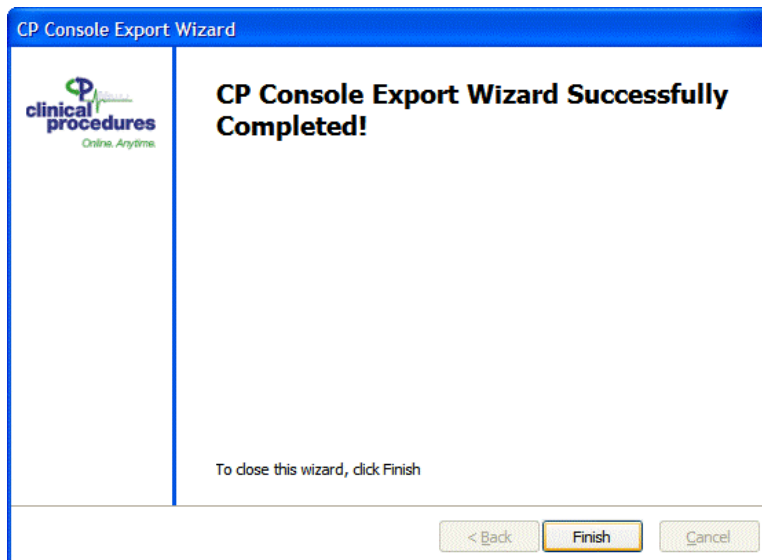 CP Console Export Wizard
CP
clinical
procedures
Online. Anytime.
CP Console Export Wizard Successfully
Completed!
To close this wizard, click Finish
< Back
Finish
Cancel